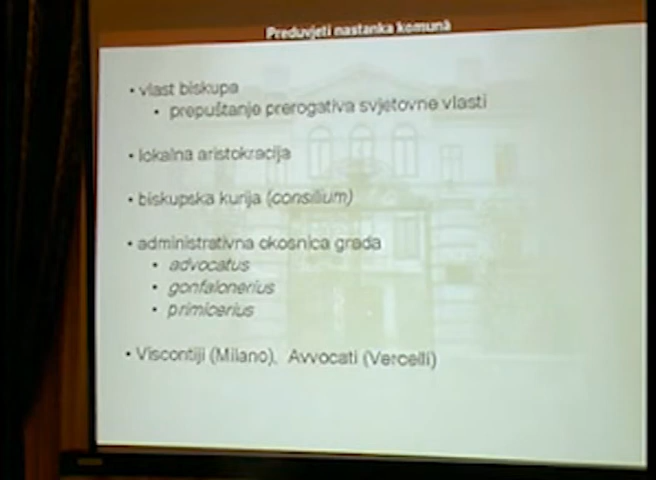 Preduvjeti nastanka komunà
• vlast biskupa
• prepuštanje prerogativa svjetovne vlasti
• lokalna aristokracija
• biskupska kurija (consilium)
• administrativna okosnica grada
• advocatus
• gonfalonerius
• primicerius
• Viscontiji (Milano), Avvocati (Vercelli)